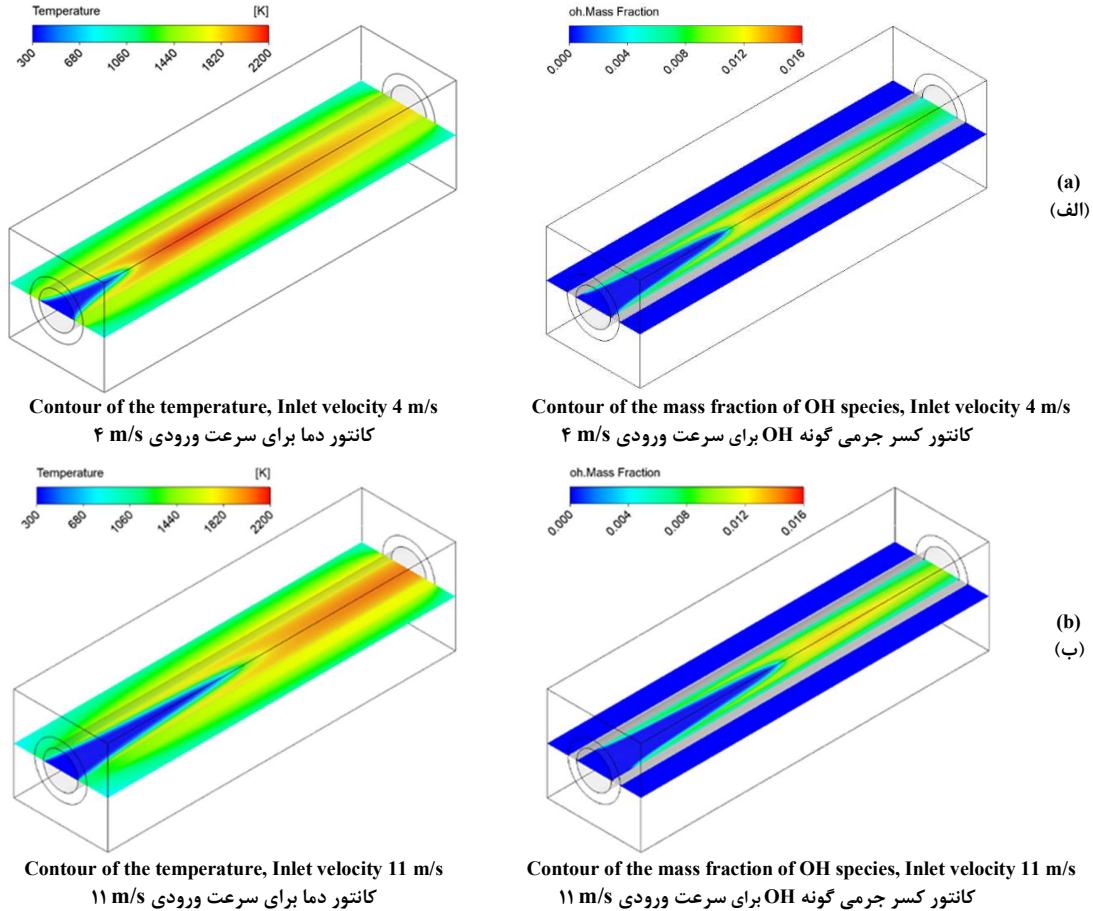 Temperature [K]
300 680 1060 1440 1820 2200
oh.Mass Fraction
0.000 0.004 0.008 0.012 0.016
(a)
(الف)
Contour of the temperature, Inlet velocity 4 m/s
کانتور دما برای سرعت ورودی ۴ m/s
Contour of the mass fraction of OH species, Inlet velocity 4 m/s
کانتور کسر جرمی گونه OH برای سرعت ورودی ۴ m/s
Temperature [K]
300 680 1060 1440 1820 2200
oh.Mass Fraction
0.000 0.004 0.008 0.012 0.016
(b)
(ب)
Contour of the temperature, Inlet velocity 11 m/s
کانتور دما برای سرعت ورودی ۱۱ m/s
Contour of the mass fraction of OH species, Inlet velocity 11 m/s
کانتور کسر جرمی گونه OH برای سرعت ورودی ۱۱ m/s